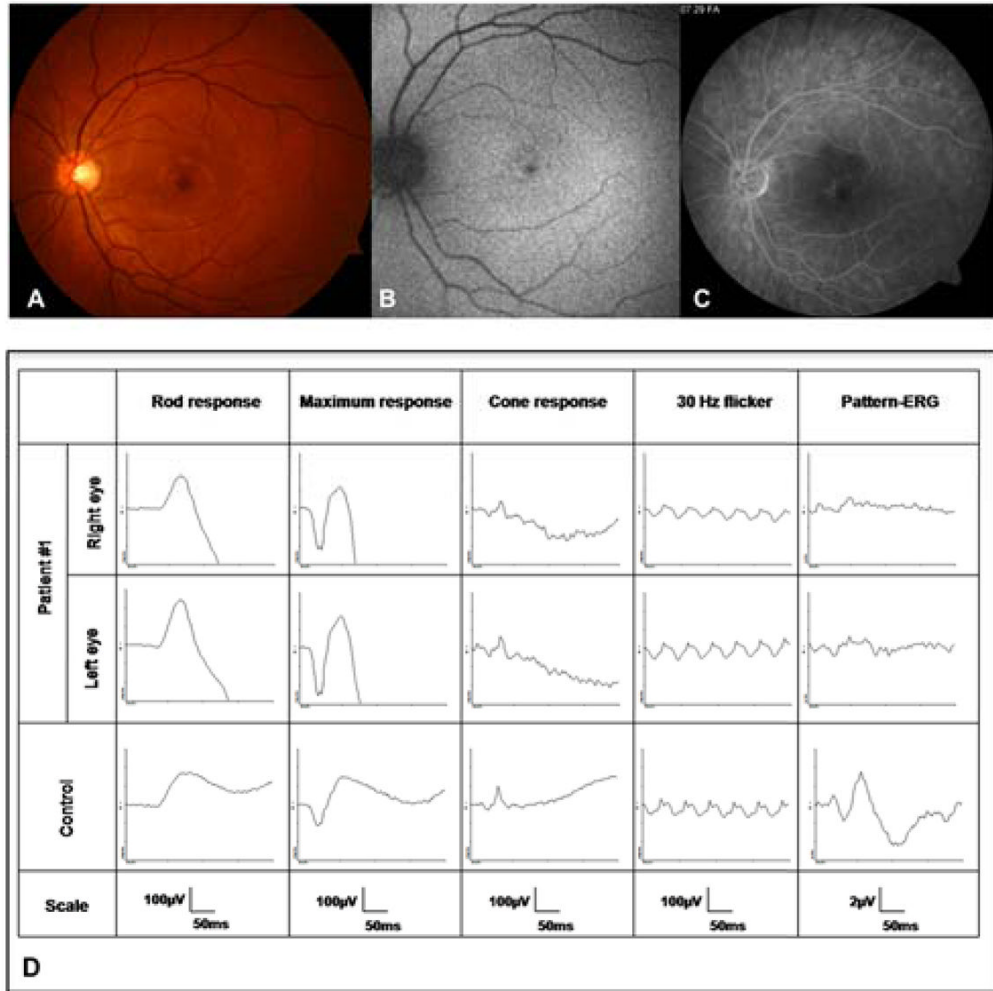 07:29 FA
A
B
C
Rod response
Maximum response
Cone response
30 Hz flicker
Pattern-ERG
Patient #1
Right eye
Left eye
Control
Scale
100µV
50ms
100µV
50ms
100µV
50ms
100µV
50ms
2µV
50ms
D